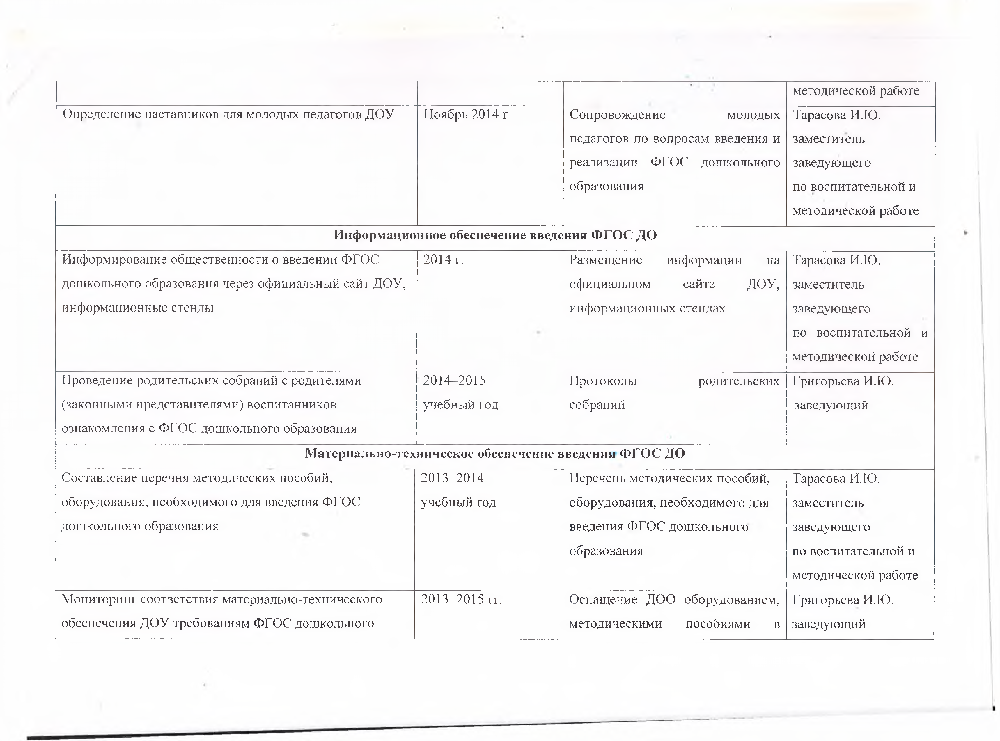 методической работе
Определение наставников для молодых педагогов ДОУ
Ноябрь 2014 г.
Сопровождение молодых
педагогов по вопросам введения и
реализации ФГОС дошкольного
образования
Тарасова И.Ю.
заместитель
заведующего
по воспитательной и
методической работе
Информационное обеспечение введения ФГОС ДО
Информирование общественности о введении ФГОС
дошкольного образования через официальный сайт ДОУ,
информационные стенды
2014 г.
Размещение информации на
официальном сайте ДОУ,
информационных стендах
Тарасова И.Ю.
заместитель
заведующего
по воспитательной и
методической работе
Проведение родительских собраний с родителями
(законными представителями) воспитанников
ознакомления с ФГОС дошкольного образования
2014–2015
учебный год
Протоколы родительских
собраний
Григорьева И.Ю.
заведующий
Материально-техническое обеспечение введения ФГОС ДО
Составление перечня методических пособий,
оборудования, необходимого для введения ФГОС
дошкольного образования
2013–2014
учебный год
Перечень методических пособий,
оборудования, необходимого для
введения ФГОС дошкольного
образования
Тарасова И.Ю.
заместитель
заведующего
по воспитательной и
методической работе
Мониторинг соответствия материально-технического
обеспечения ДОУ требованиям ФГОС дошкольного
2013–2015 гг.
Оснащение ДОО оборудованием,
методическими пособиями в
Григорьева И.Ю.
заведующий